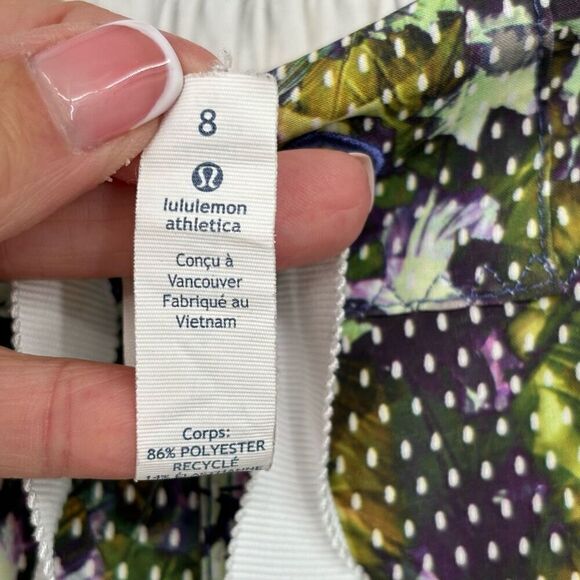 8
lululemon
athletica
Conçu à
Vancouver
Fabriqué au
Vietnam
Corps:
86% POLYESTER
RECYCLÉ